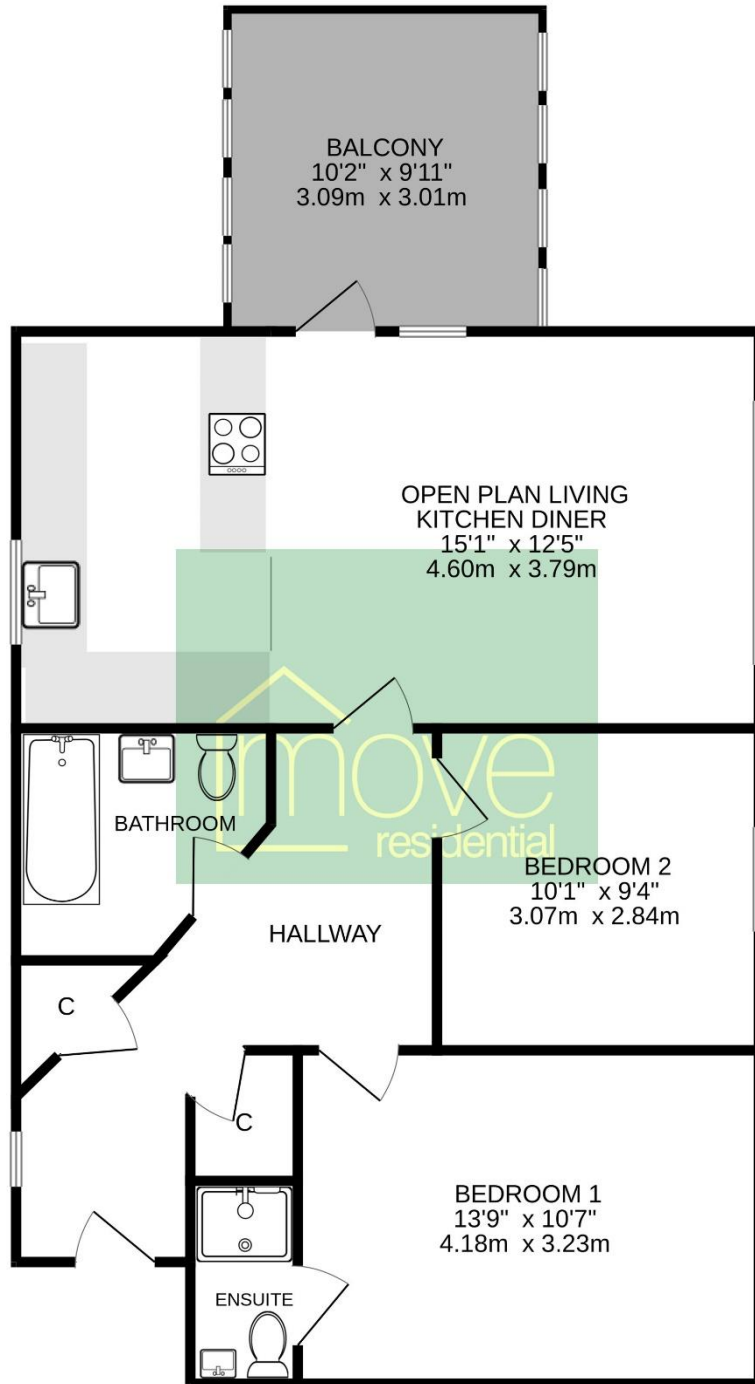 BALCONY
10'2" x 9'11"
3.09m x 3.01m
OPEN PLAN LIVING
KITCHEN DINER
15'1" x 12'5"
4.60m x 3.79m
move
residential
BATHROOM
BEDROOM 2
10'1" x 9'4"
3.07m x 2.84m
HALLWAY
C
C
BEDROOM 1
13'9" x 10'7"
4.18m x 3.23m
ENSUITE